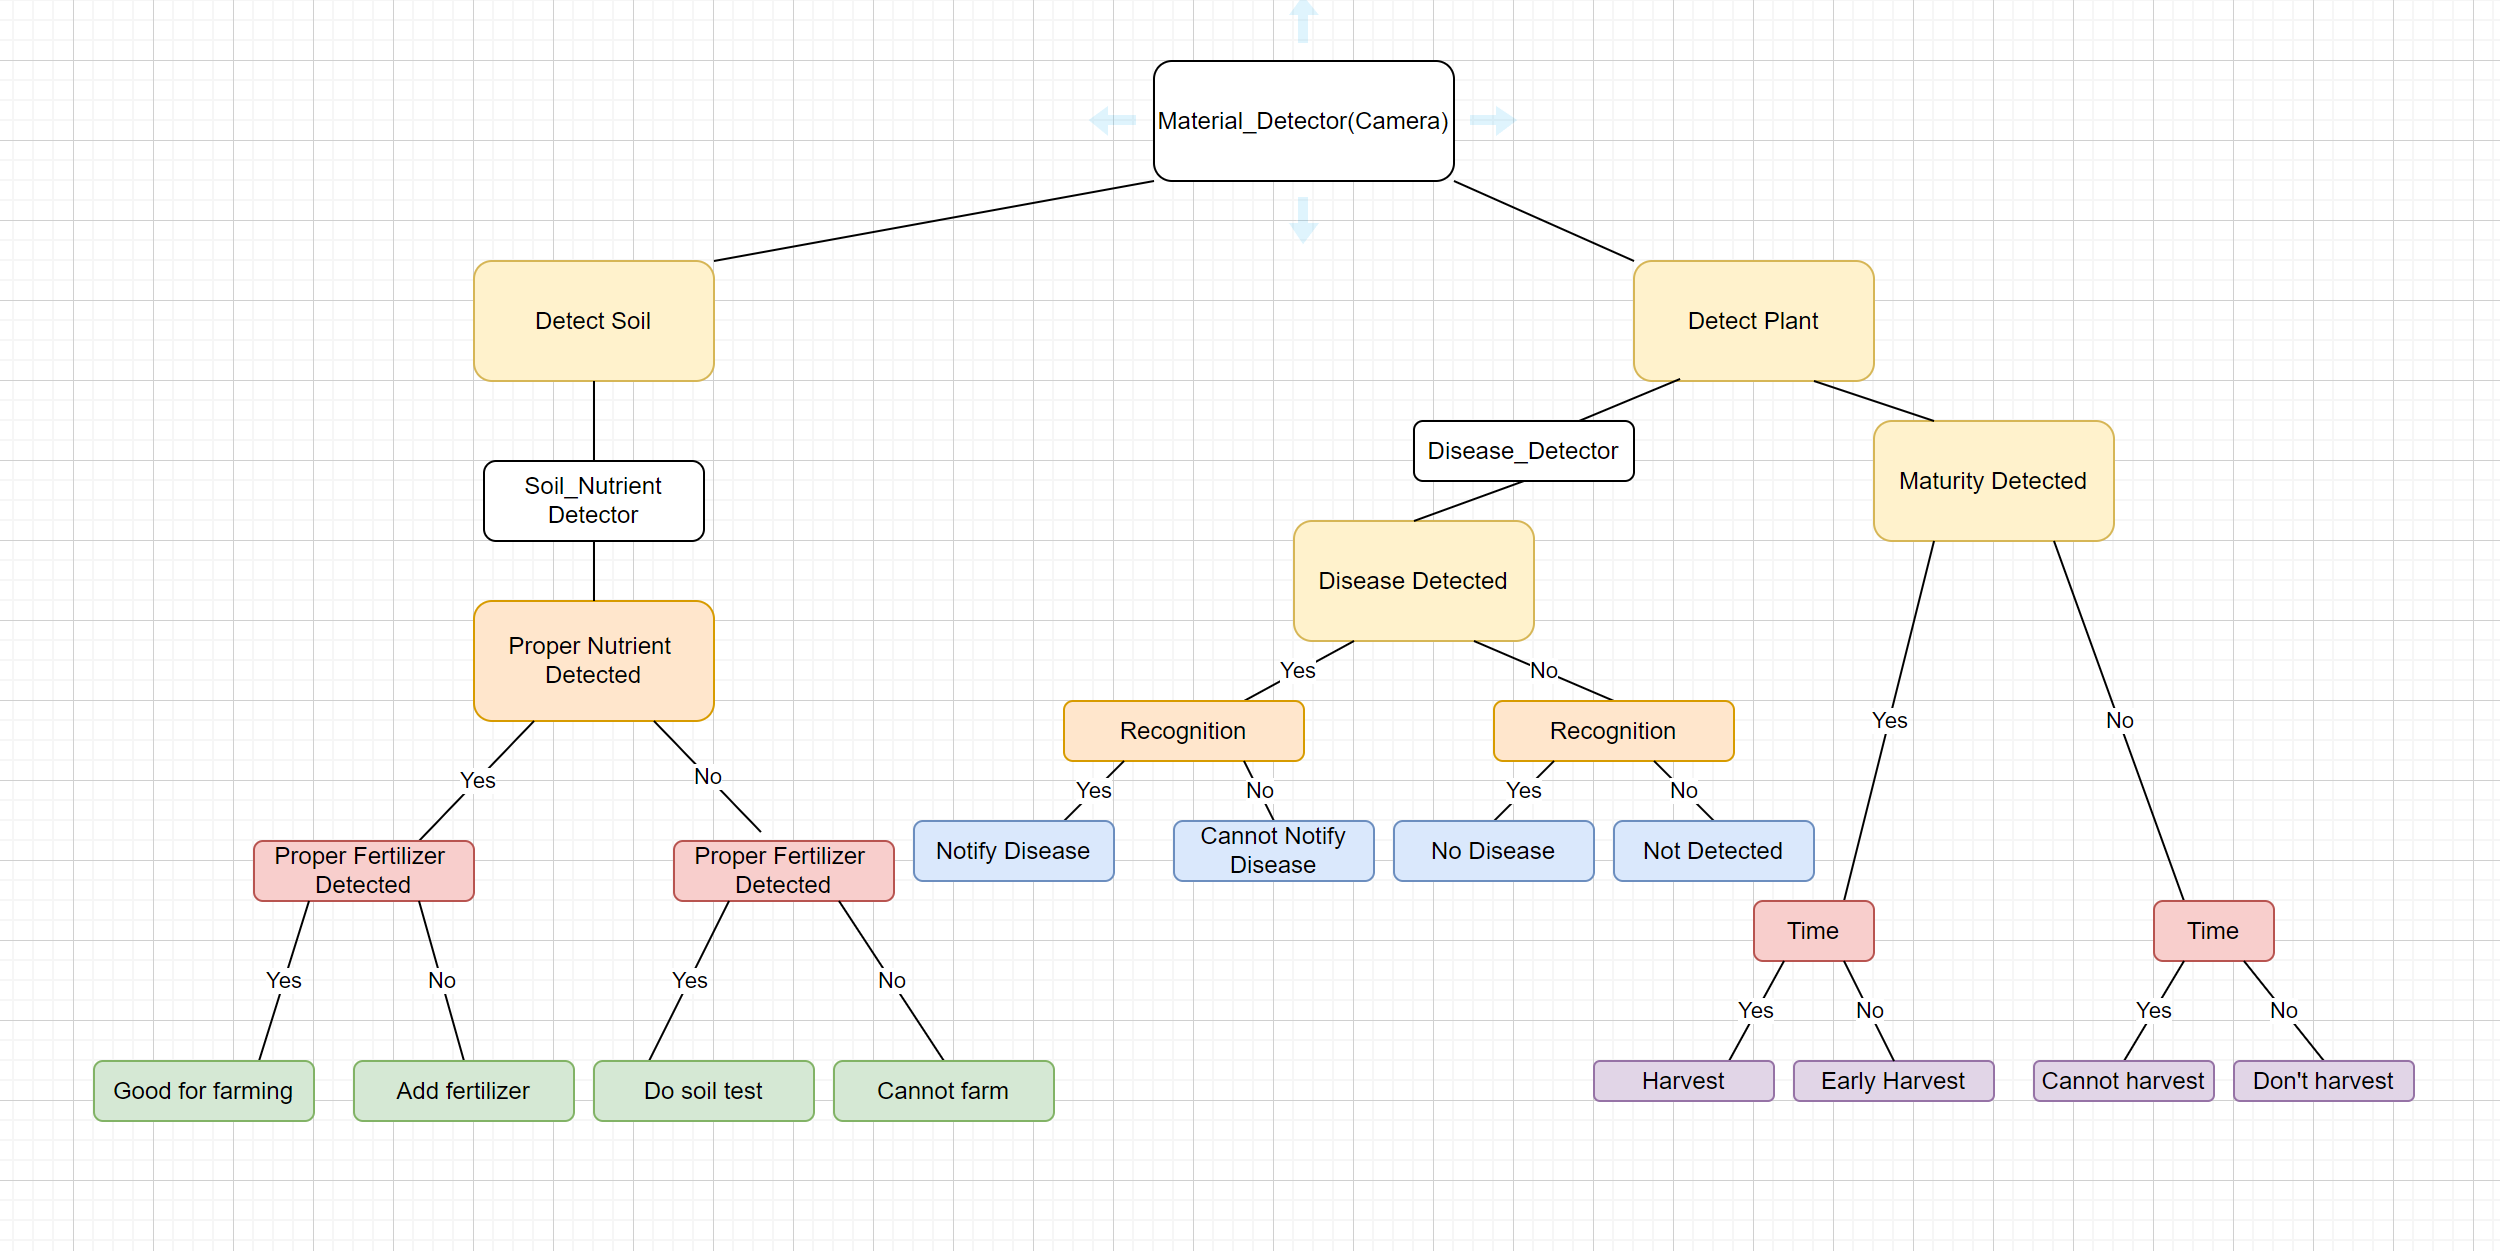 Material_Detector(Camera)
Detect Soil
Detect Plant
Disease_Detector
Maturity Detected
Soil_Nutrient
Detector
Disease Detected
Proper Nutrient
Detected
Yes
No
Recognition
Recognition
Yes
No
Yes
No
Yes
No
Yes
No
Proper Fertilizer
Detected
Proper Fertilizer
Detected
Notify Disease
Cannot Notify
Disease
No Disease
Not Detected
Time
Time
Yes
No
Yes
No
Yes
No
Yes
No
Good for farming
Add fertilizer
Do soil test
Cannot farm
Harvest
Early Harvest
Cannot harvest
Don't harvest